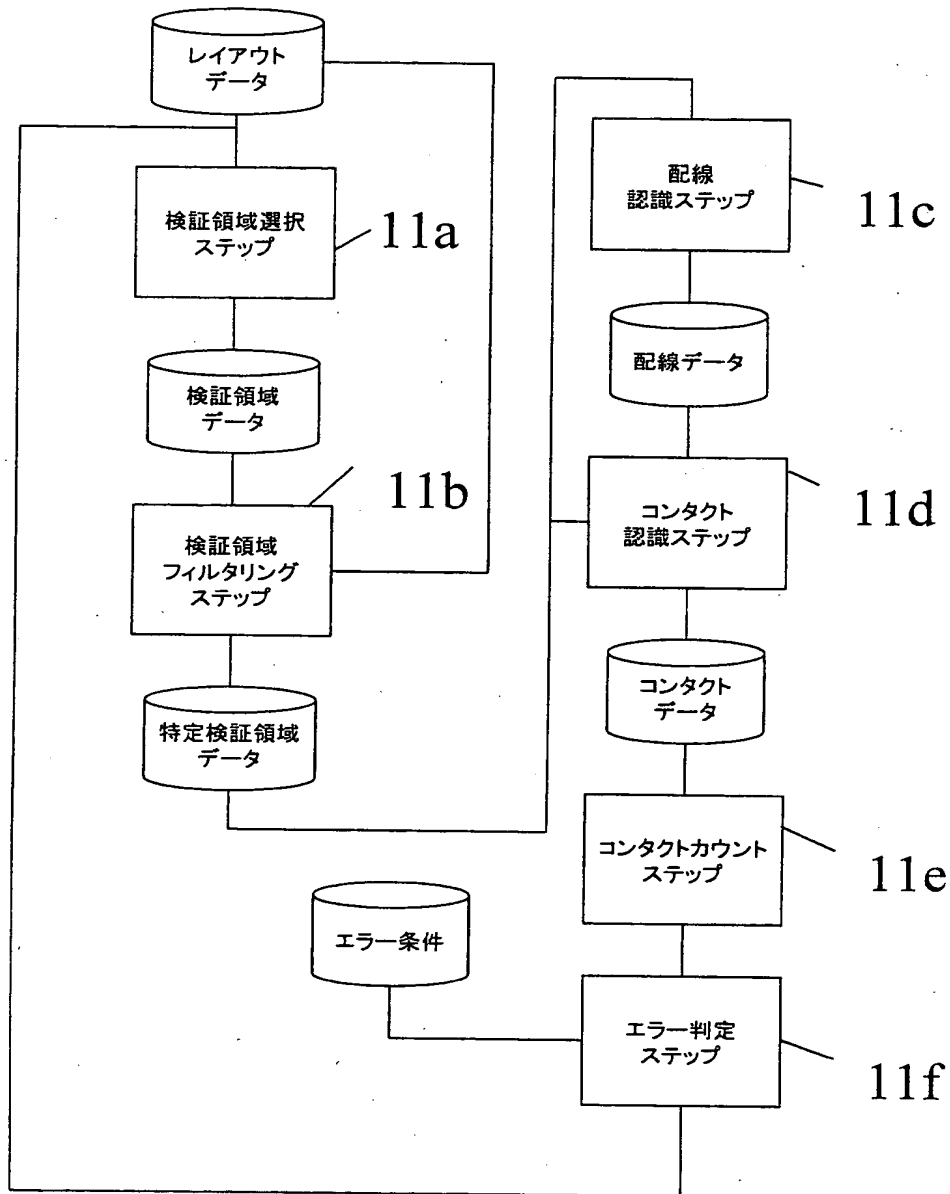 レイアウト
データ
検証領域選択
ステップ
11a
検証領域
データ
11b
検証領域
フィルタリング
ステップ
特定検証領域
データ
配線
認識ステップ
11c
配線データ
コンタクト
認識ステップ
11d
コンタクト
データ
コンタクトカウント
ステップ
11e
エラー条件
エラー判定
ステップ
11f